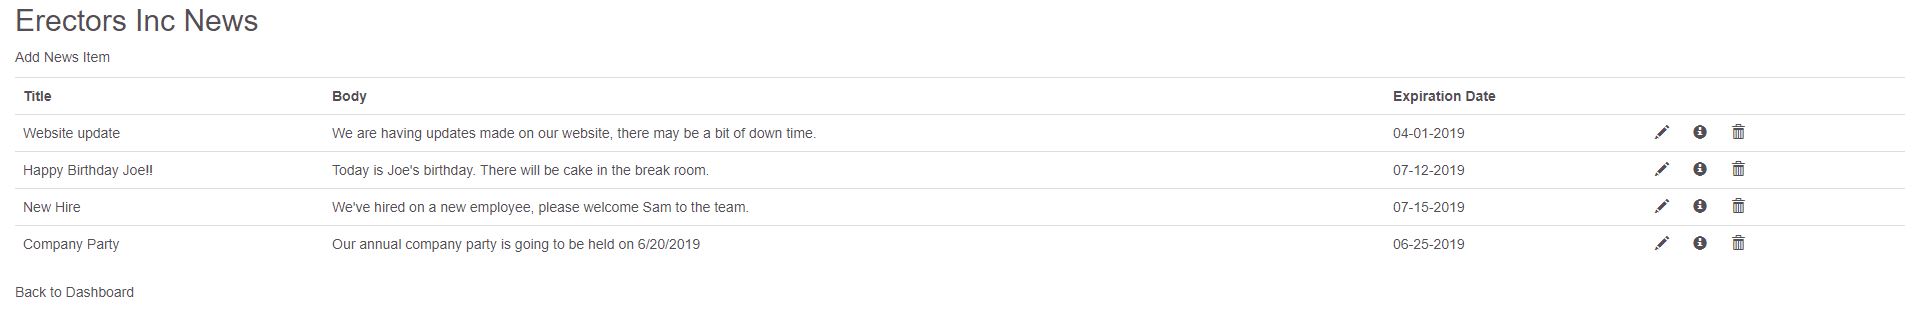 Erectors Inc News
Add News Item
Title Body Expiration Date
Website update We are having updates made on our website, there may be a bit of down time. 04-01-2019
Happy Birthday Joe!! Today is Joe's birthday. There will be cake in the break room. 07-12-2019
New Hire We've hired on a new employee, please welcome Sam to the team. 07-15-2019
Company Party Our annual company party is going to be held on 6/20/2019 06-25-2019
Back to Dashboard